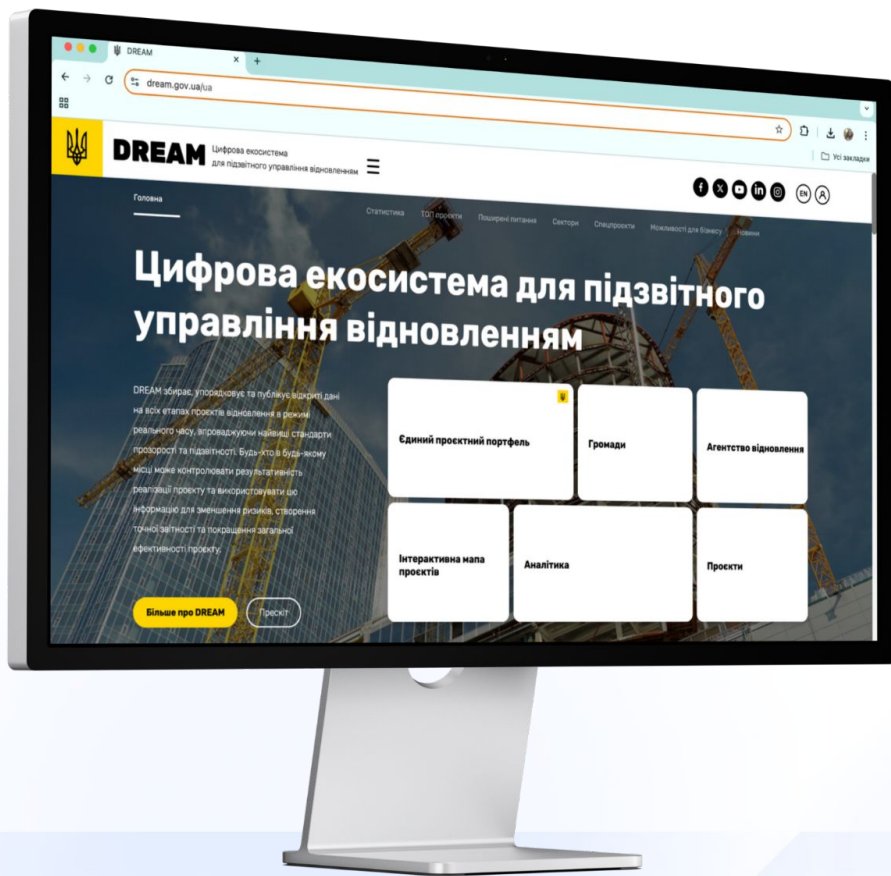 DREAM
dream.gov.ua/ua
Усі закладки
DREAM
Цифрова екосистема
для підзвітного управління відновленням
EN
Головна
Статистика ТОП проєкти Поширені питання Сектори Спецпроєкти Можливості для бізнесу Новини
Цифрова екосистема для підзвітного
управління відновленням
DREAM збирає, упорядковує та публікує відкриті дані
на всіх етапах проєктів відновлення в режимі
реального часу, впроваджуючи найвищі стандарти
прозорості та підзвітності. Будь-хто в будь-якому
місці може контролювати результативність
реалізації проєкту та використовувати цю
інформацію для зменшення ризиків, створення
точної звітності та покращення загальної
ефективності проєкту.
Єдиний проєктний портфель
Громади
Агентство відновлення
Інтерактивна мапа
проєктів
Аналітика
Проєкти
Більше про DREAM
Прескіт